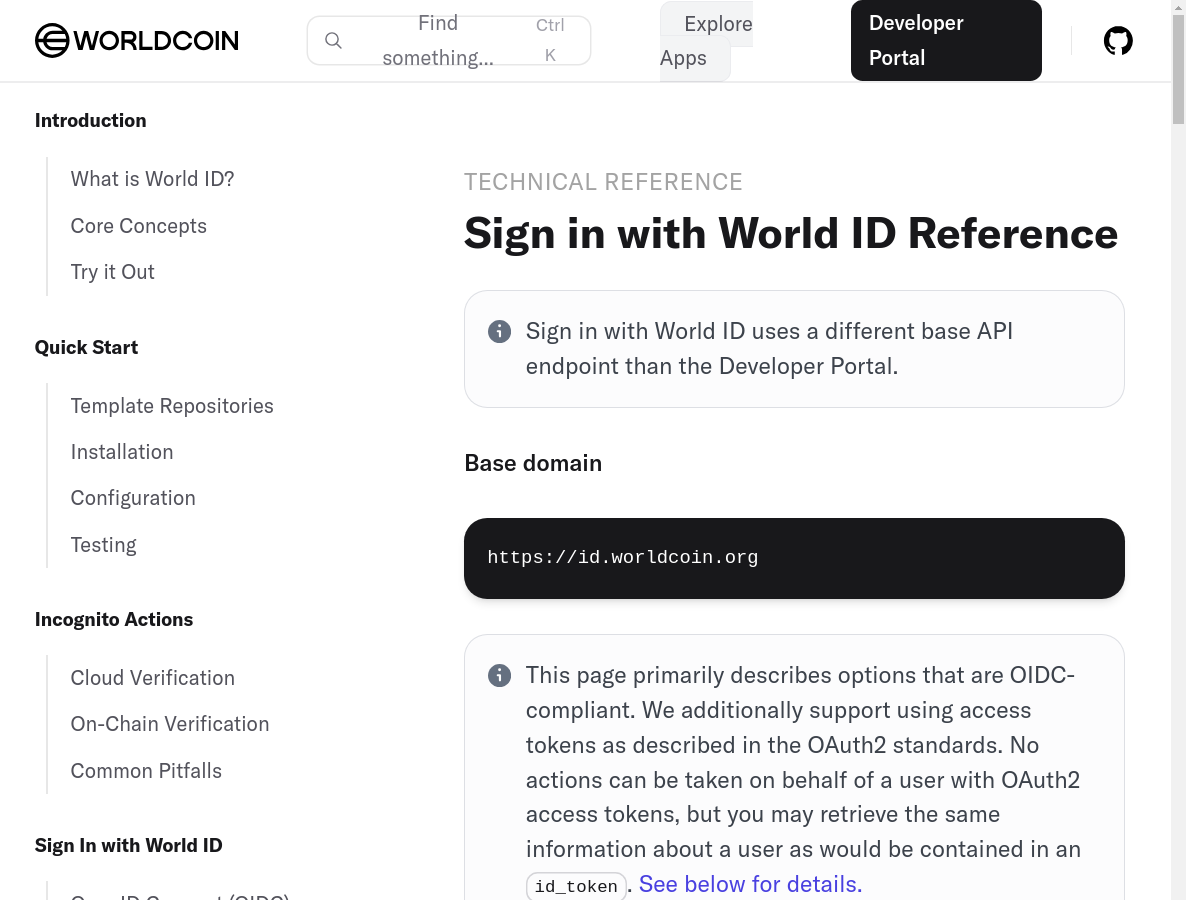 WORLDCOIN
Find
something...
Ctrl
K
Explore
Apps
Developer
Portal
Introduction
What is World ID?
Core Concepts
Try it Out
Quick Start
Template Repositories
Installation
Configuration
Testing
Incognito Actions
Cloud Verification
On-Chain Verification
Common Pitfalls
Sign In with World ID
Open ID Connect (OIDC)
TECHNICAL REFERENCE
Sign in with World ID Reference
Sign in with World ID uses a different base API
endpoint than the Developer Portal.
Base domain
https://id.worldcoin.org
This page primarily describes options that are OIDC-
compliant. We additionally support using access
tokens as described in the OAuth2 standards. No
actions can be taken on behalf of a user with OAuth2
access tokens, but you may retrieve the same
information about a user as would be contained in an
id_token. See below for details.